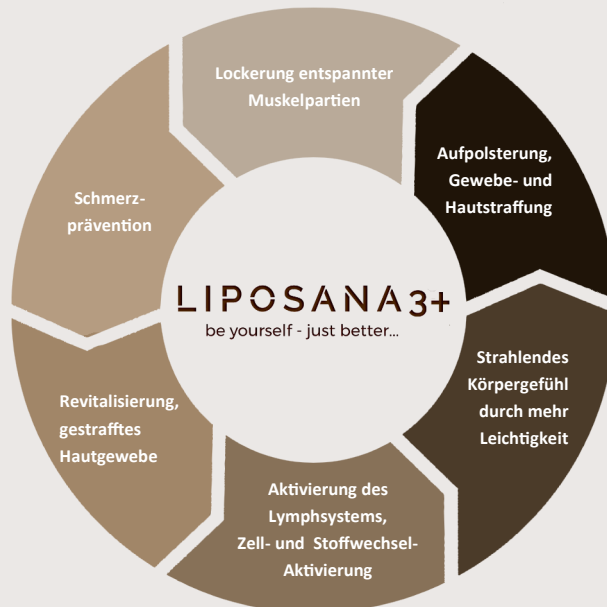 Lockerung entspannter
Muskelpartien
Aufpolsterung,
Gewebe- und
Hautstraffung
Schmerz-
prävention
LIPOSANA3+
be yourself - just better...
Strahlendes
Körpergefühl
durch mehr
Leichtigkeit
Revitalisierung,
gestrafftes
Hautgewebe
Aktivierung des
Lymphsystems,
Zell- und Stoffwechsel-
Aktivierung